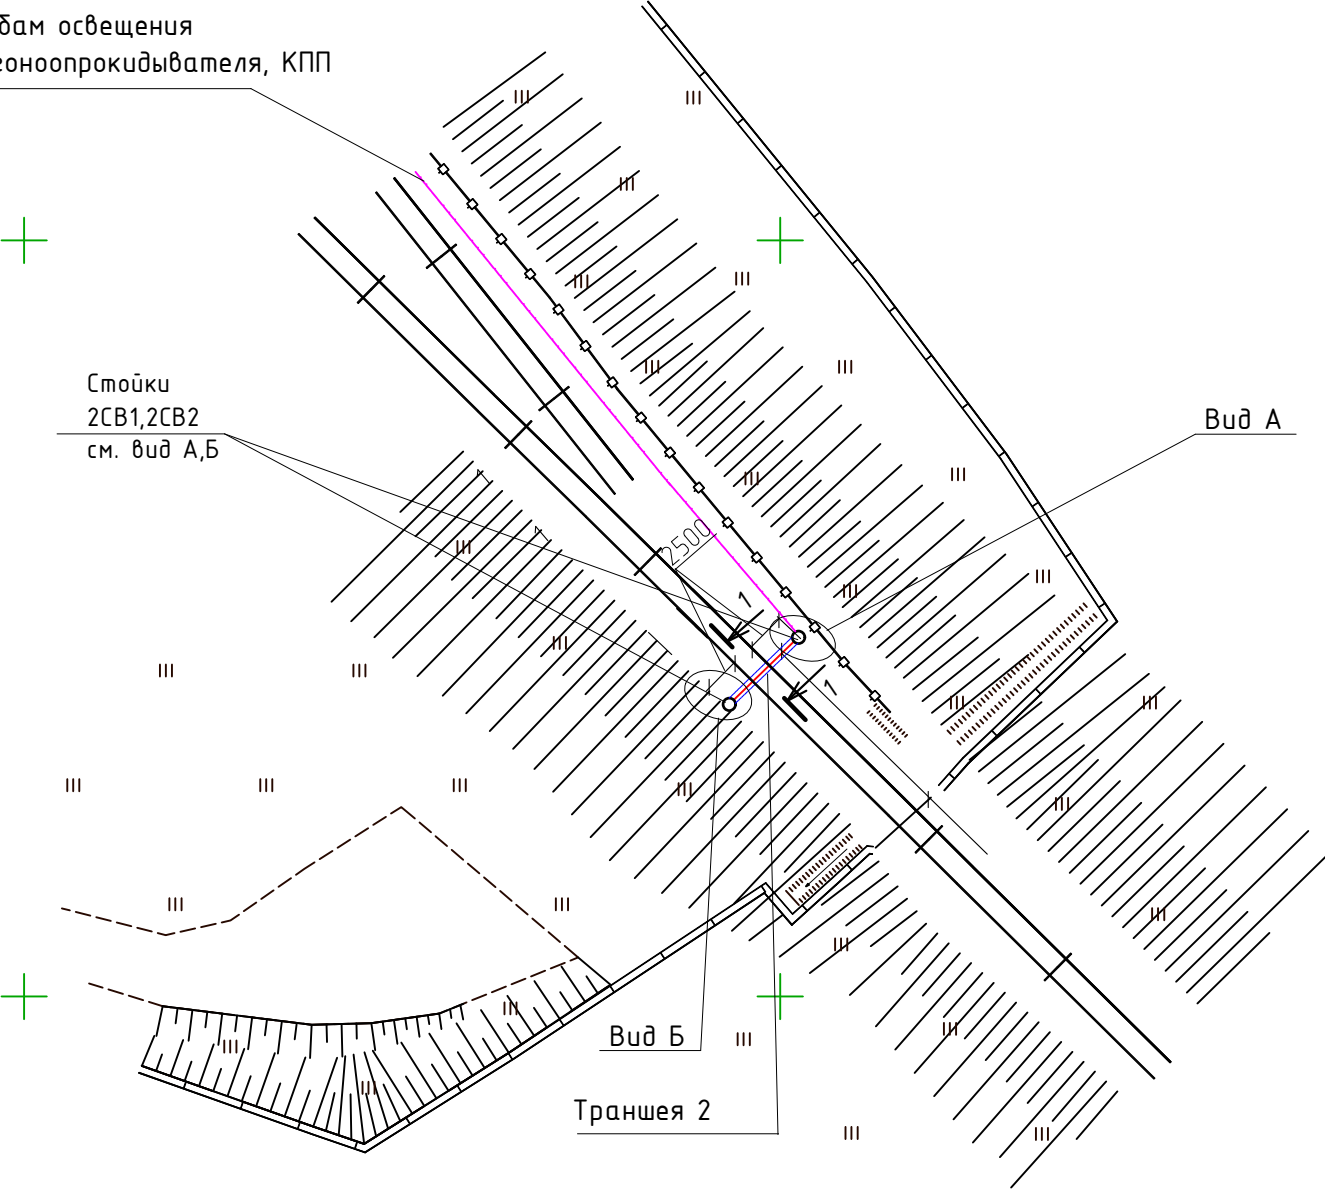 бам освещения
гоноопрокидывателя, КПП
Стойки
2СВ1,2СВ2
см. вид А,Б
Вид А
2500
1
1
Вид Б
Траншея 2